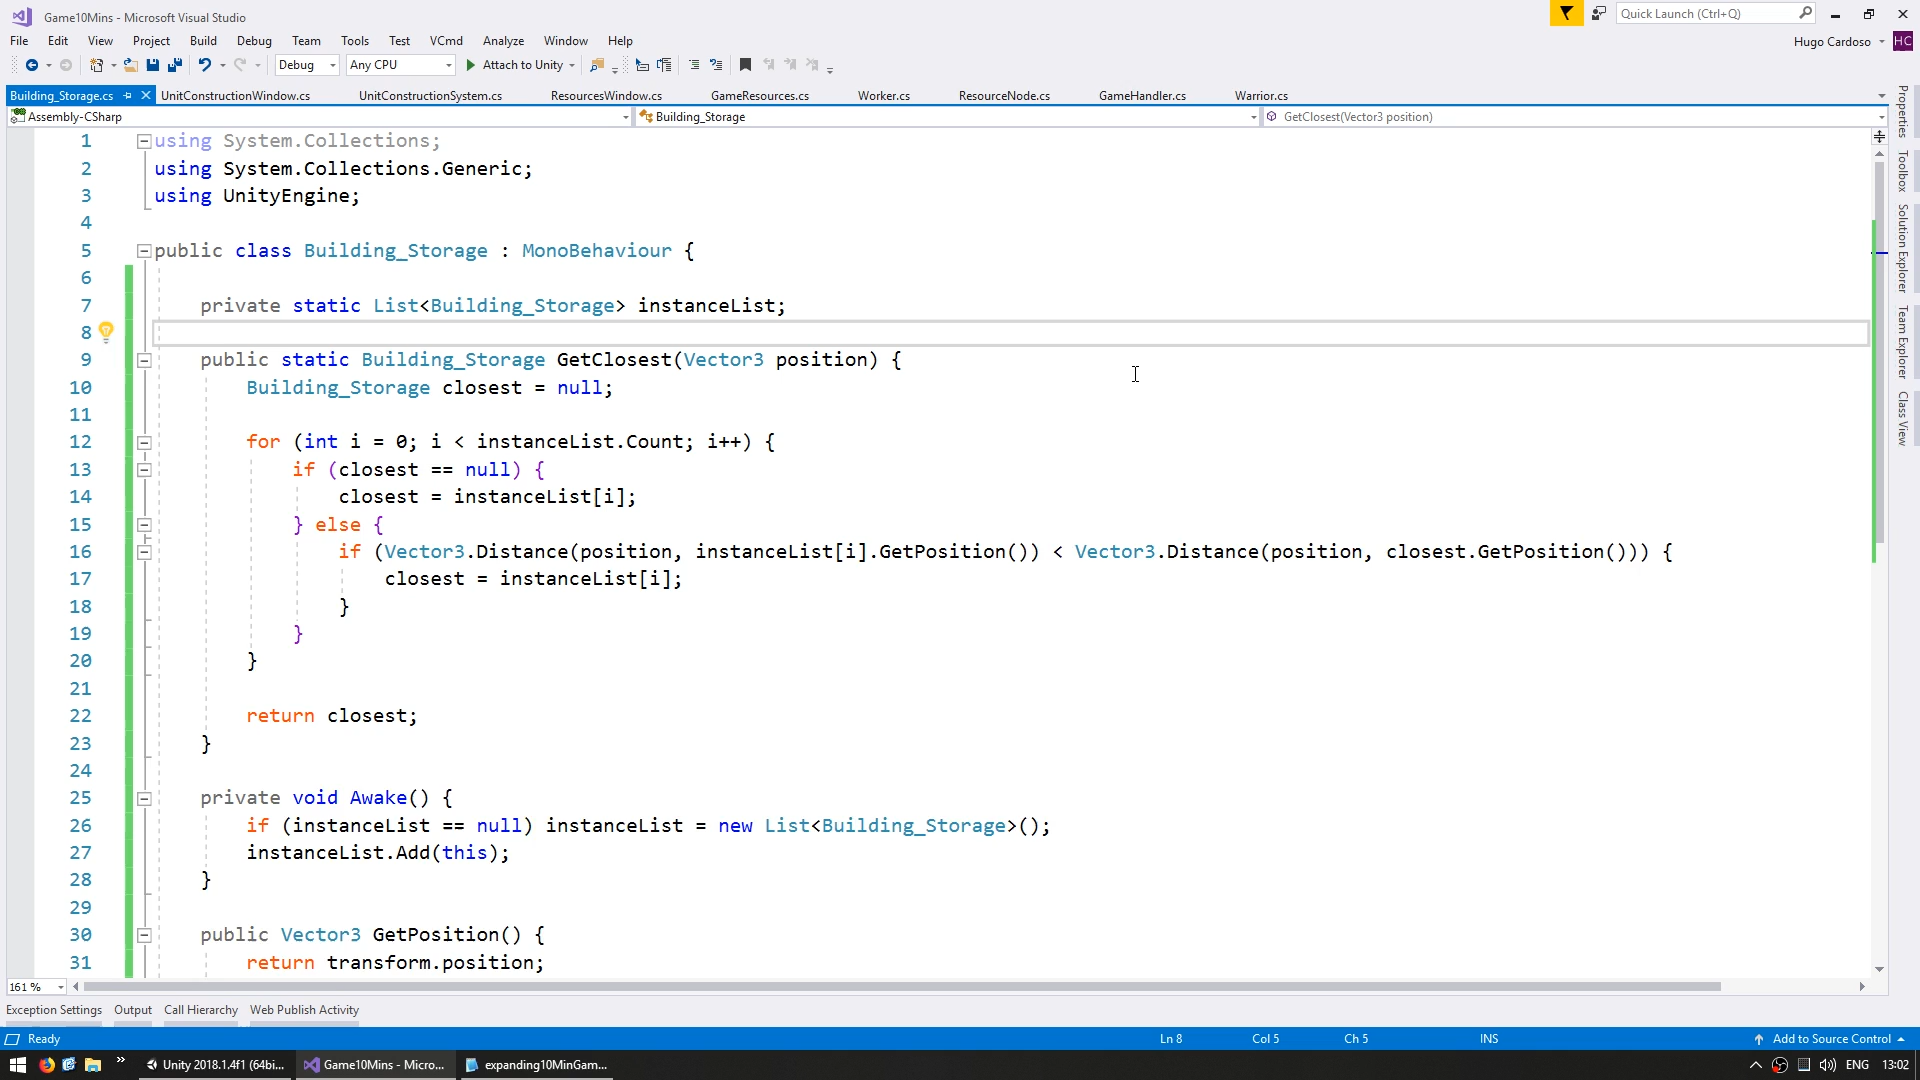 Game10Mins - Microsoft Visual Studio
Quick Launch (Ctrl+Q)
File Edit View Project Build Debug Team Tools Test VCmd Analyze Window Help
Hugo Cardoso HC
Debug Any CPU Attach to Unity
Building_Storage.cs UnitConstructionWindow.cs UnitConstructionSystem.cs ResourcesWindow.cs GameResources.cs Worker.cs ResourceNode.cs GameHandler.cs Warrior.cs
Assembly-CSharp Building_Storage GetClosest(Vector3 position)
1 using System.Collections;
2 using System.Collections.Generic;
3 using UnityEngine;
4
5 public class Building_Storage : MonoBehaviour {
6
7 private static List<Building_Storage> instanceList;
8
9 public static Building_Storage GetClosest(Vector3 position) {
10 Building_Storage closest = null;
11
12 for (int i = 0; i < instanceList.Count; i++) {
13 if (closest == null) {
14 closest = instanceList[i];
15 } else {
16 if (Vector3.Distance(position, instanceList[i].GetPosition()) < Vector3.Distance(position, closest.GetPosition())) {
17 closest = instanceList[i];
18 }
19 }
20 }
21
22 return closest;
23 }
24
25 private void Awake() {
26 if (instanceList == null) instanceList = new List<Building_Storage>();
27 instanceList.Add(this);
28 }
29
30 public Vector3 GetPosition() {
31 return transform.position;
Properties
Toolbox
Solution Explorer
Team Explorer
Class View
161 %
Exception Settings Output Call Hierarchy Web Publish Activity
Ready Ln 8 Col 5 Ch 5 INS Add to Source Control
Unity 2018.1.4f1 (64bi... Game10Mins - Micro... expanding10MinGam... ENG 13:02